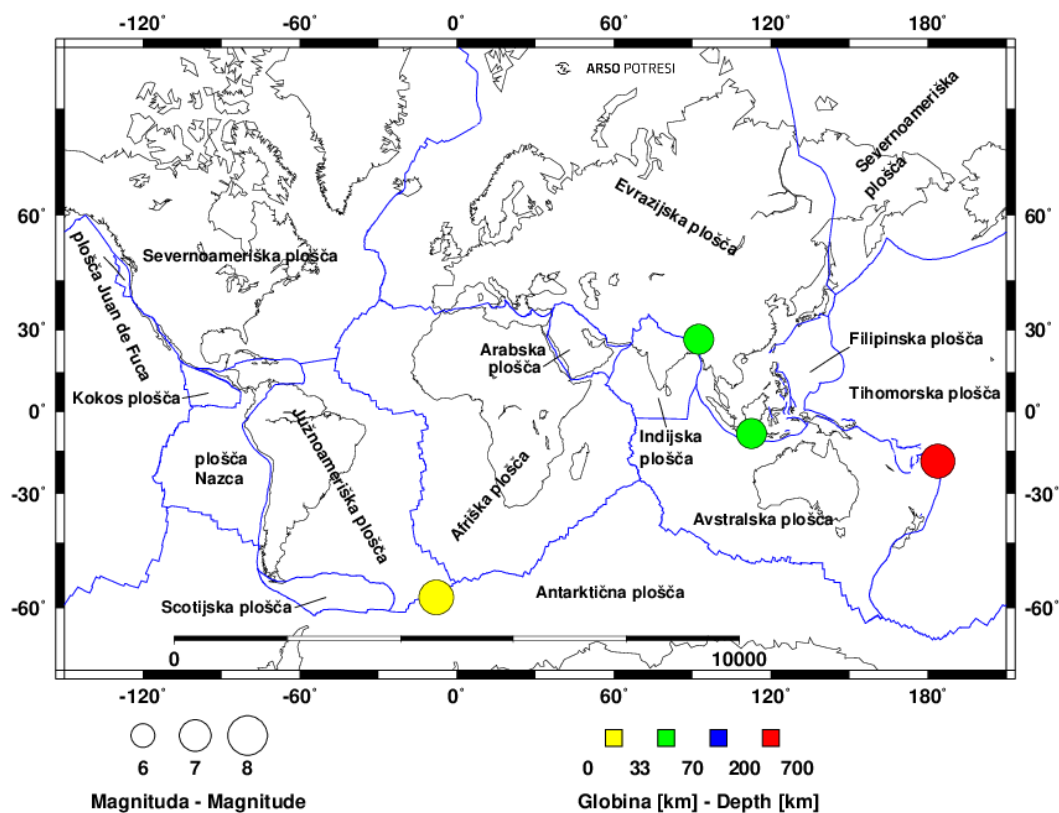 -120° -60° 0° 60° 120° 180°
ARSO POTRESI
Severnoameriška
plošča
Evrazijska plošča
60° 60°
Severnoameriška plošča
plošča Juan de Fuca
30° 30°
Filipinska plošča
Arabska
plošča
Kokos plošča
Tihomorska plošča
0° 0°
Južnoameriška plošča
Indijska
plošča
plošča
Nazca
Afriška plošča
-30° -30°
Avstralska plošča
Antarktična plošča
Scotijska plošča
-60° -60°
0 10000
-120° -60° 0° 60° 120° 180°
6 7 8
0 33 70 200 700
Magnituda - Magnitude
Globina [km] - Depth [km]